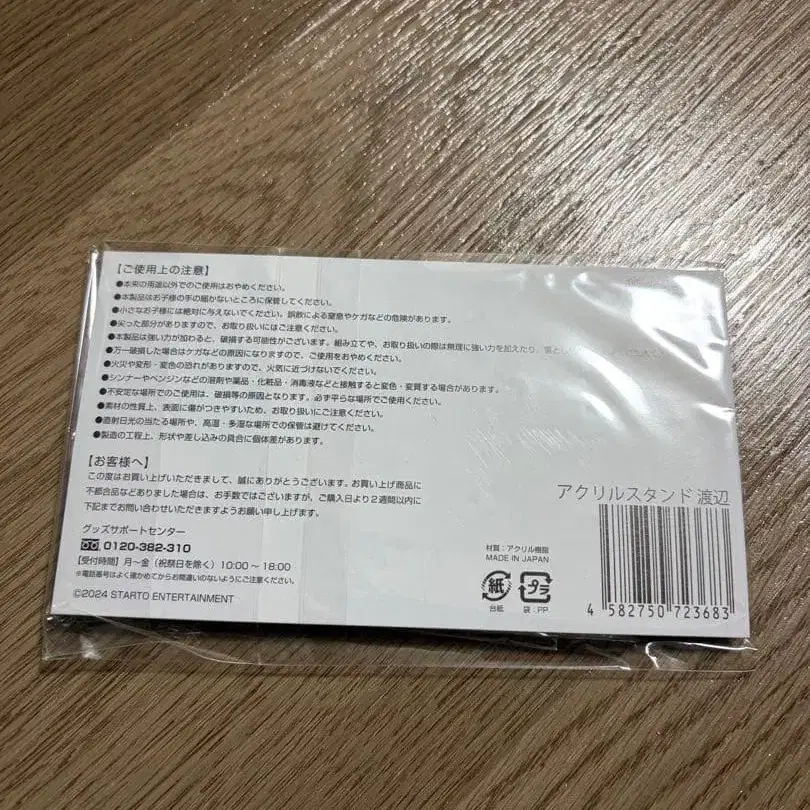 【ご使用上の注意】
●本来の用途以外でのご使用はおやめください。
●本製品はお子様の手の届かないところに保管してください。
●小さなお子様には絶対に与えないでください。誤飲による窒息やケガなどの危険があります。
●尖った部分がありますので、お取り扱いにはご注意ください。
●本製品は強い力が加わると、破損する可能性がございます。組み立てや、お取り扱いの際は無理に強い力を加えたり、
●万一破損した場合はケガなどの原因になりますので、ご使用をおやめください。
●火災や変形・変色の恐れがありますので、火気に近づけないでください。
●シンナーやベンジンなどの溶剤や薬品・化粧品・消毒液などと接触すると変色・変質する場合があります。
●不安定な場所でのご使用は、破損等の原因となります。必ず平らな場所でご使用ください。
●素材の性質上、表面に傷がつきやすいため、お取り扱いにご注意ください。
●直射日光の当たる場所や、高温・多湿な場所での保管は避けてください。
●製造の工程上、形状や差し込みの具合に個体差があります。
【お客様へ】
この度はお買い上げいただきまして、誠にありがとうございます。お買い上げ商品に
不都合品などありました場合は、お手数ではございますが、ご購入日より2週間以内に
下記までお問い合わせいただきますようお願い申し上げます。
グッズサポートセンター
0120-382-310
【受付時間】月～金（祝祭日を除く）10:00～18:00
※電話番号はよく確かめてからお間違いのないようにご注意ください。
©2024 STARTO ENTERTAINMENT
材質：アクリル樹脂
MADE IN JAPAN
紙
台紙
プラ
袋：PP
アクリルスタンド 渡辺
4 582750 723683